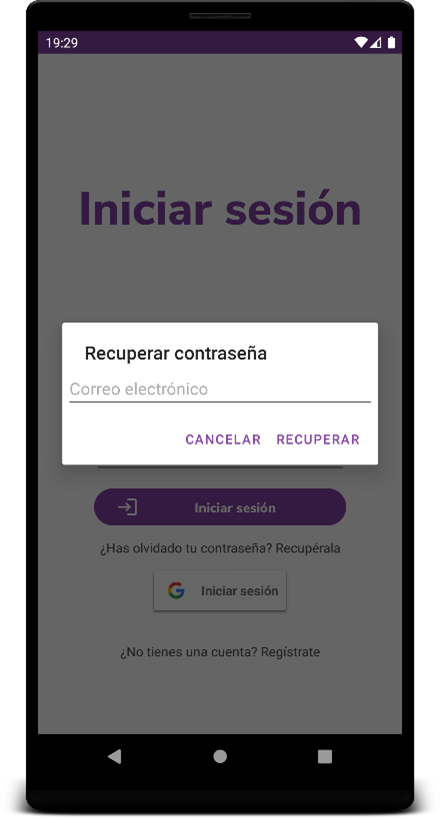 19:29
Iniciar sesión
Recuperar contraseña
Correo electrónico
CANCELAR RECUPERAR
Iniciar sesión
¿Has olvidado tu contraseña? Recupérala
Iniciar sesión
¿No tienes una cuenta? Regístrate